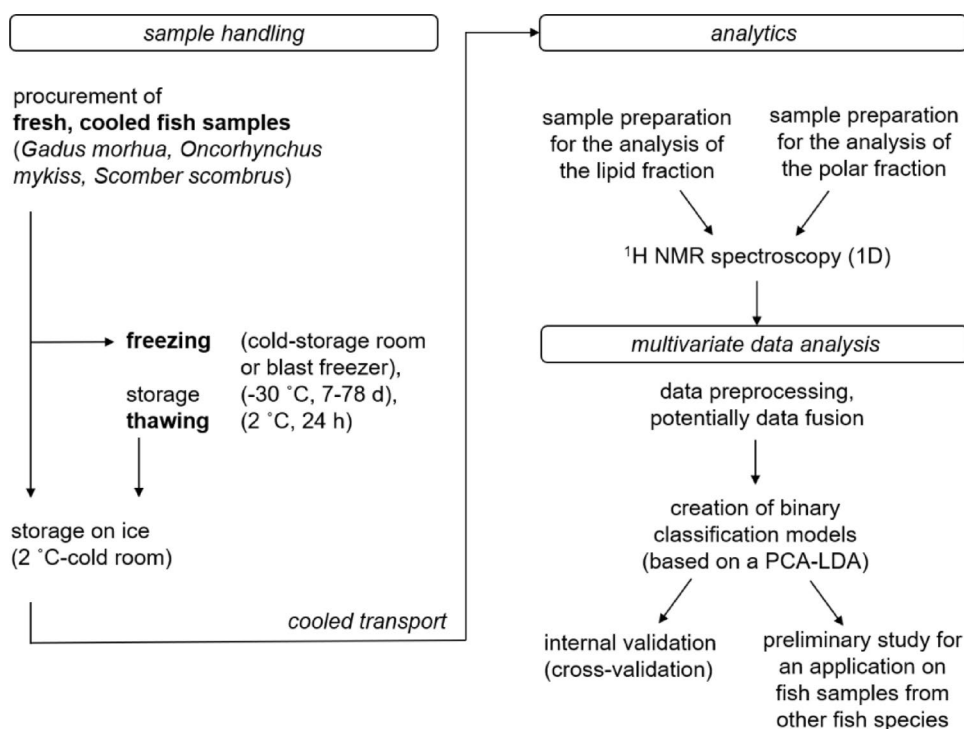 sample handling
procurement of
fresh, cooled fish samples
(Gadus morhua, Oncorhynchus
mykiss, Scomber scombrus)
freezing (cold-storage room
or blast freezer),
storage (-30 ˚C, 7-78 d),
thawing (2 ˚C, 24 h)
storage on ice
(2 ˚C-cold room)
cooled transport
analytics
sample preparation
for the analysis of
the lipid fraction
sample preparation
for the analysis of
the polar fraction
¹H NMR spectroscopy (1D)
multivariate data analysis
data preprocessing,
potentially data fusion
creation of binary
classification models
(based on a PCA-LDA)
internal validation
(cross-validation)
preliminary study for
an application on
fish samples from
other fish species